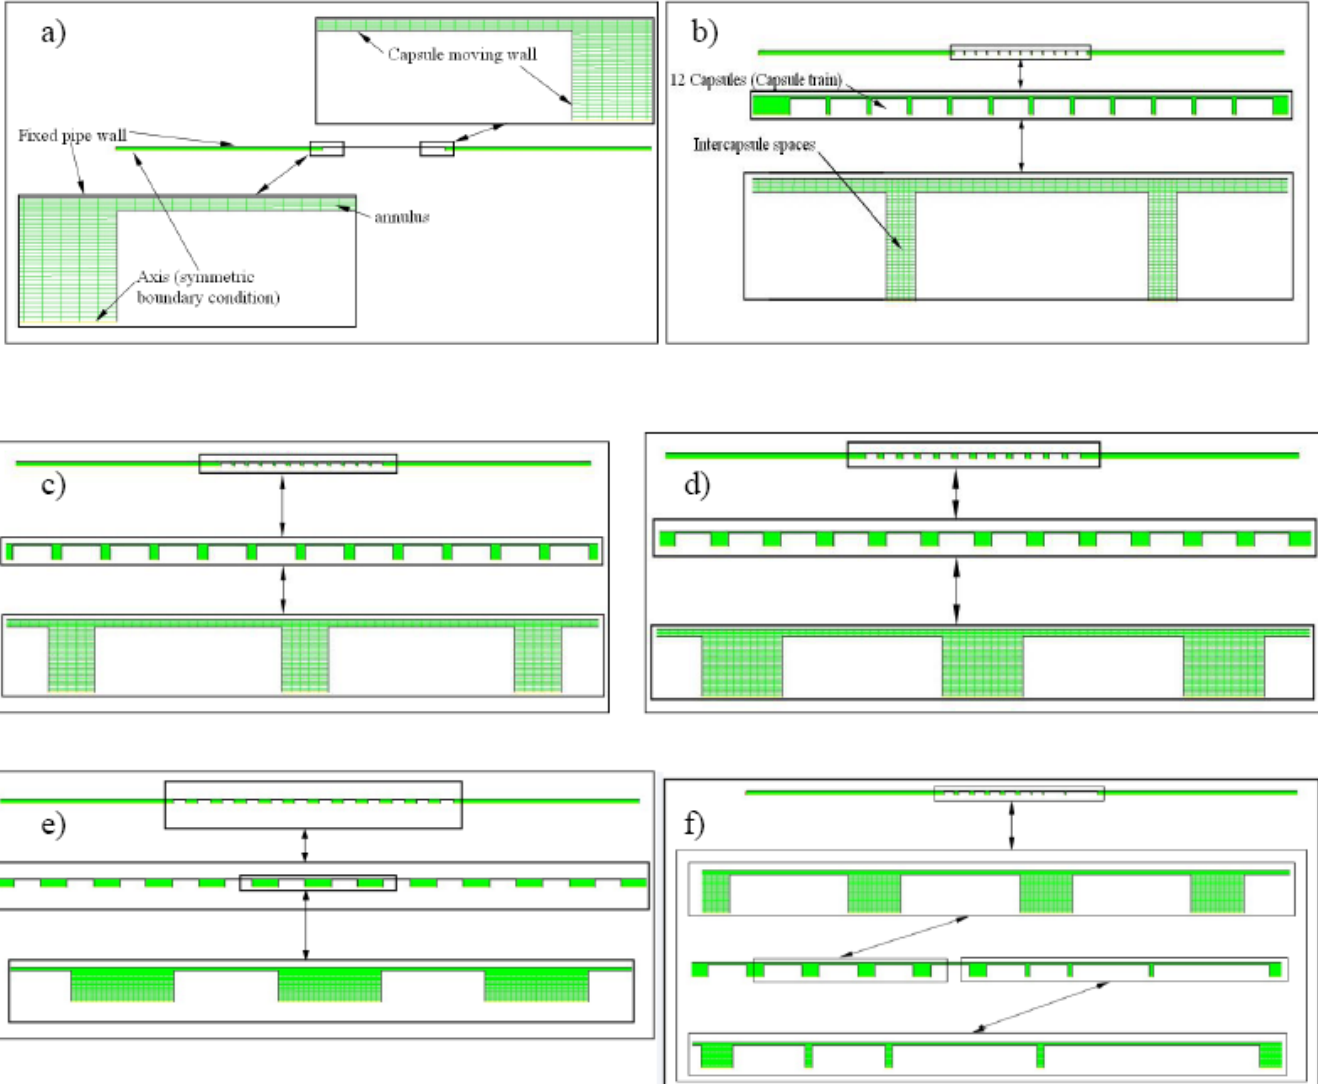 a)
Capsule moving wall
Fixed pipe wall
annulus
Axis (symmetric
boundary condition)
b)
12 Capsules (Capsule train)
Intercapsule spaces
c)
d)
e)
f)